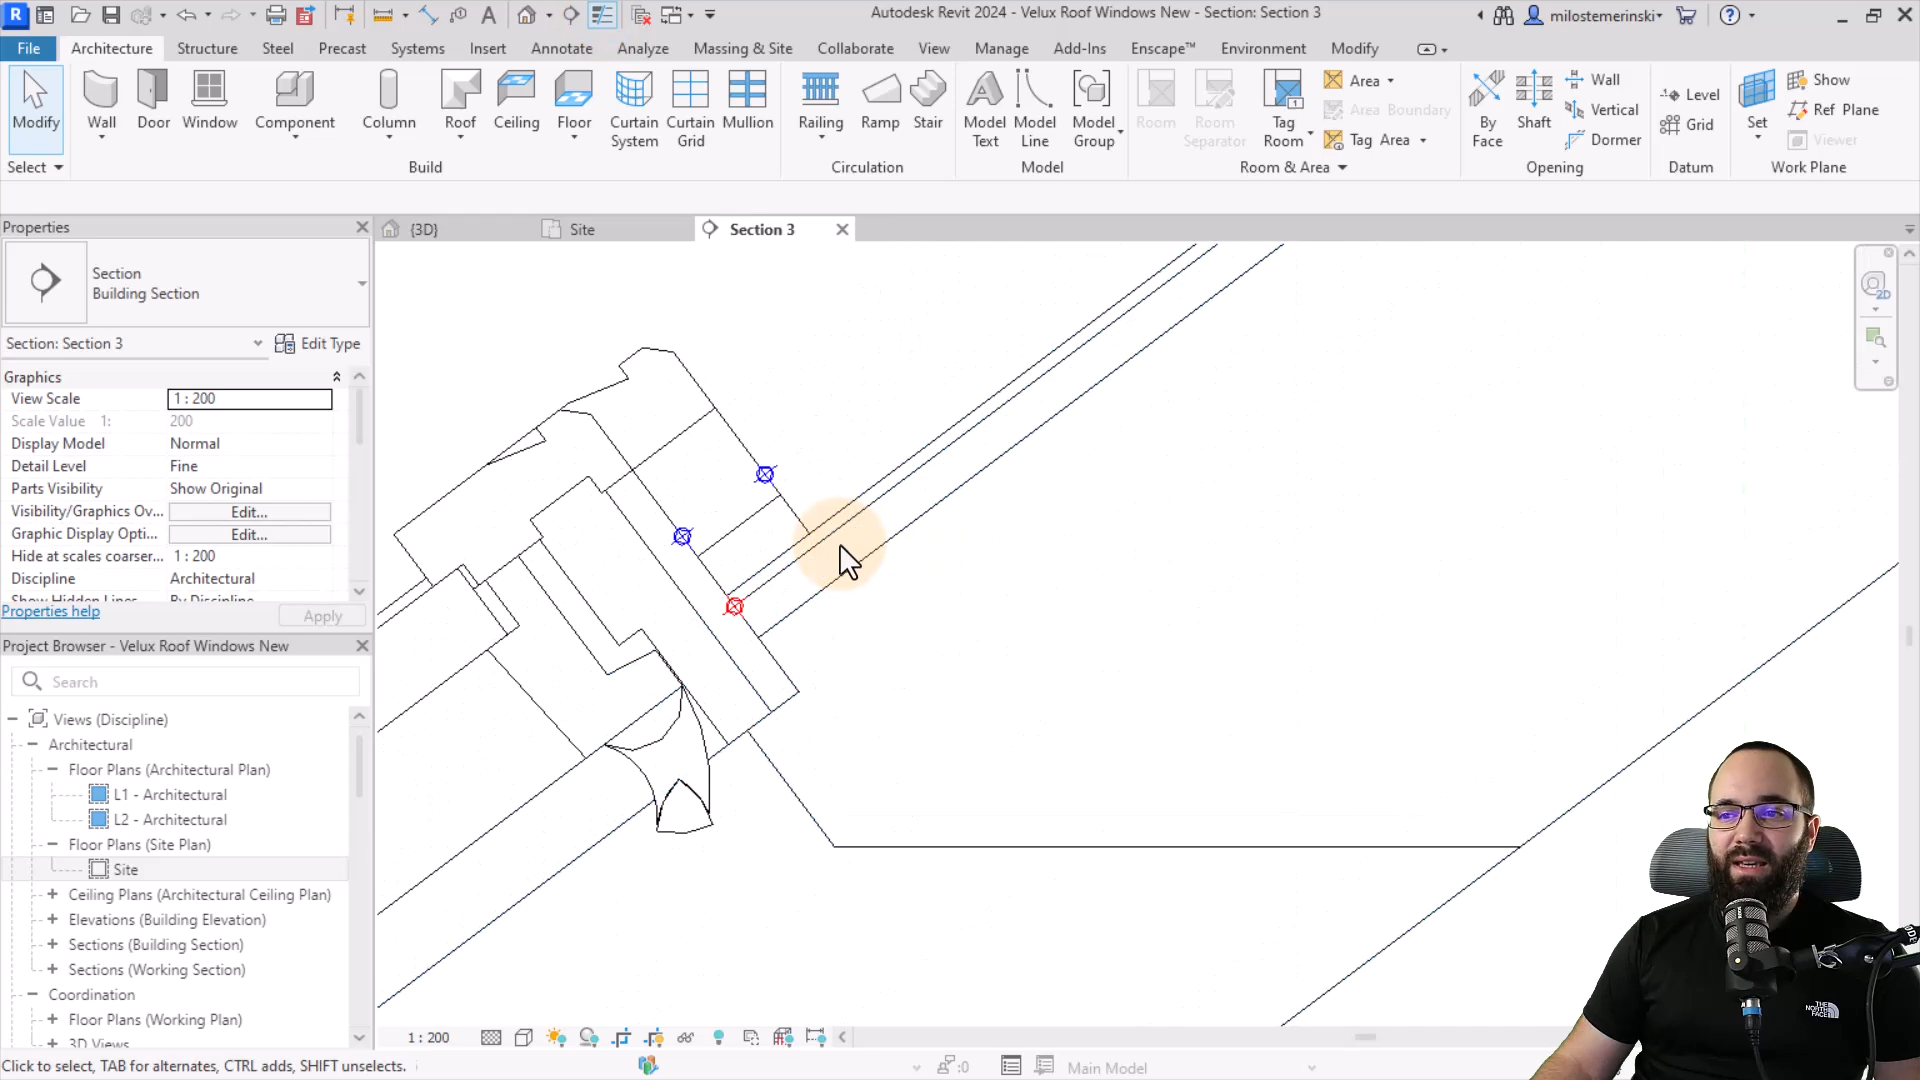 Autodesk Revit 2024 - Velux Roof Windows New - Section: Section 3
milostemerinski
File Architecture Structure Steel Precast Systems Insert Annotate Analyze Massing & Site Collaborate View Manage Add-Ins Enscape™ Environment Modify
Modify
Wall
Door
Window
Component
Column
Roof
Ceiling
Floor
Curtain System
Curtain Grid
Mullion
Railing
Ramp
Stair
Model Text
Model Line
Model Group
Room
Room Separator
Tag Room
Area
Area Boundary
Tag Area
By Face
Shaft
Wall
Vertical
Dormer
Level
Grid
Set
Show
Ref Plane
Viewer
Select
Build
Circulation
Model
Room & Area
Opening
Datum
Work Plane
Properties
{3D}
Site
Section 3
Section
Building Section
Section: Section 3
Edit Type
Graphics
View Scale 1 : 200
Scale Value 1: 200
Display Model Normal
Detail Level Fine
Parts Visibility Show Original
Visibility/Graphics Ov... Edit...
Graphic Display Opti... Edit...
Hide at scales coarser... 1 : 200
Discipline Architectural
Show Hidden Lines By Discipline
Properties help
Apply
Project Browser - Velux Roof Windows New
Search
Views (Discipline)
Architectural
Floor Plans (Architectural Plan)
L1 - Architectural
L2 - Architectural
Floor Plans (Site Plan)
Site
Ceiling Plans (Architectural Ceiling Plan)
Elevations (Building Elevation)
Sections (Building Section)
Sections (Working Section)
Coordination
Floor Plans (Working Plan)
3D Views
1 : 200
Click to select, TAB for alternates, CTRL adds, SHIFT unselects.
:0
Main Model
THE NORTH FACE